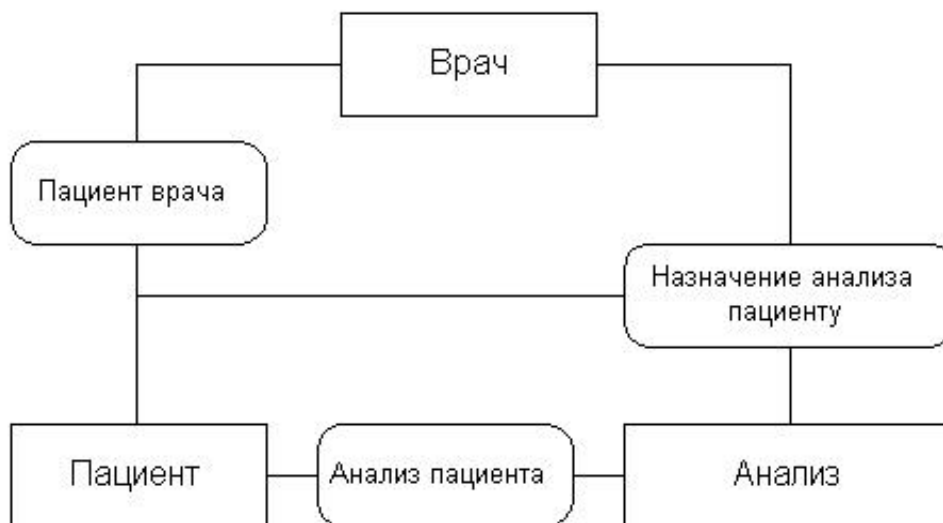 Врач
Пациент врача
Назначение анализа
пациенту
Пациент
Анализ пациента
Анализ